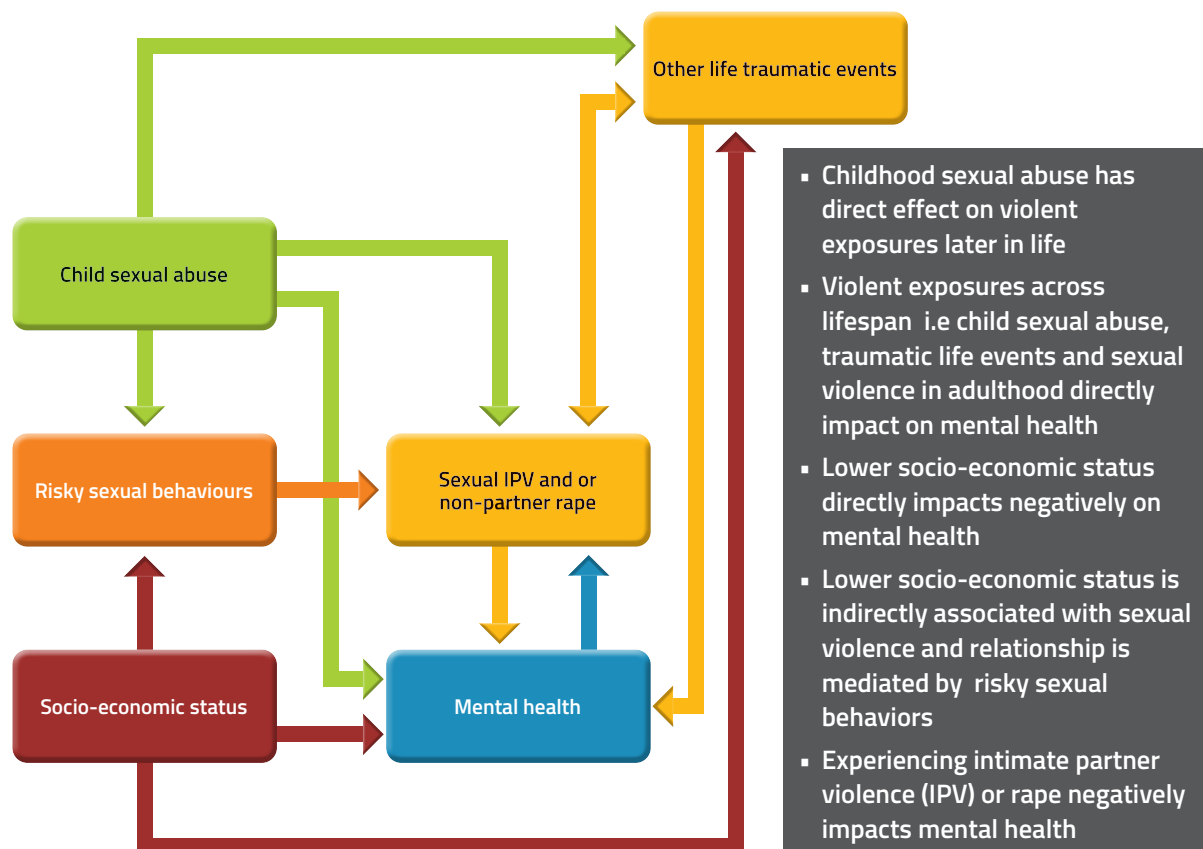 Other life traumatic events
Child sexual abuse
Risky sexual behaviours
Sexual IPV and or
non-partner rape
Socio-economic status
Mental health
▪ Childhood sexual abuse has
direct effect on violent
exposures later in life
▪ Violent exposures across
lifespan i.e child sexual abuse,
traumatic life events and sexual
violence in adulthood directly
impact on mental health
▪ Lower socio-economic status
directly impacts negatively on
mental health
▪ Lower socio-economic status is
indirectly associated with sexual
violence and relationship is
mediated by risky sexual
behaviors
▪ Experiencing intimate partner
violence (IPV) or rape negatively
impacts mental health